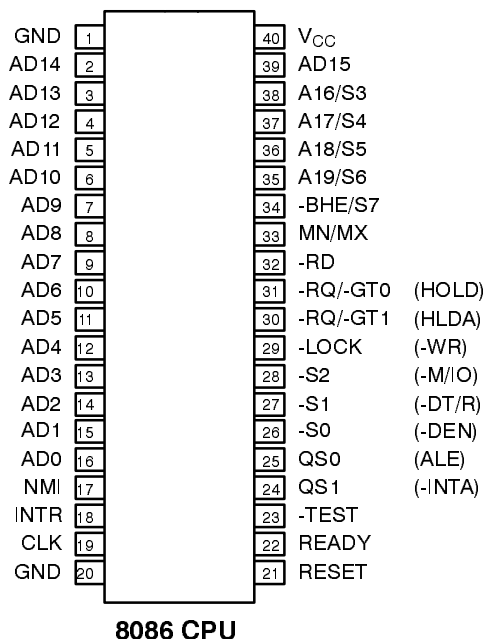 GND 1 40 VCC
AD14 2 39 AD15
AD13 3 38 A16/S3
AD12 4 37 A17/S4
AD11 5 36 A18/S5
AD10 6 35 A19/S6
AD9 7 34 -BHE/S7
AD8 8 33 MN/MX
AD7 9 32 -RD
AD6 10 31 -RQ/-GT0 (HOLD)
AD5 11 30 -RQ/-GT1 (HLDA)
AD4 12 29 -LOCK (-WR)
AD3 13 28 -S2 (-M/IO)
AD2 14 27 -S1 (-DT/R)
AD1 15 26 -S0 (-DEN)
AD0 16 25 QS0 (ALE)
NMI 17 24 QS1 (-INTA)
INTR 18 23 -TEST
CLK 19 22 READY
GND 20 21 RESET
8086 CPU